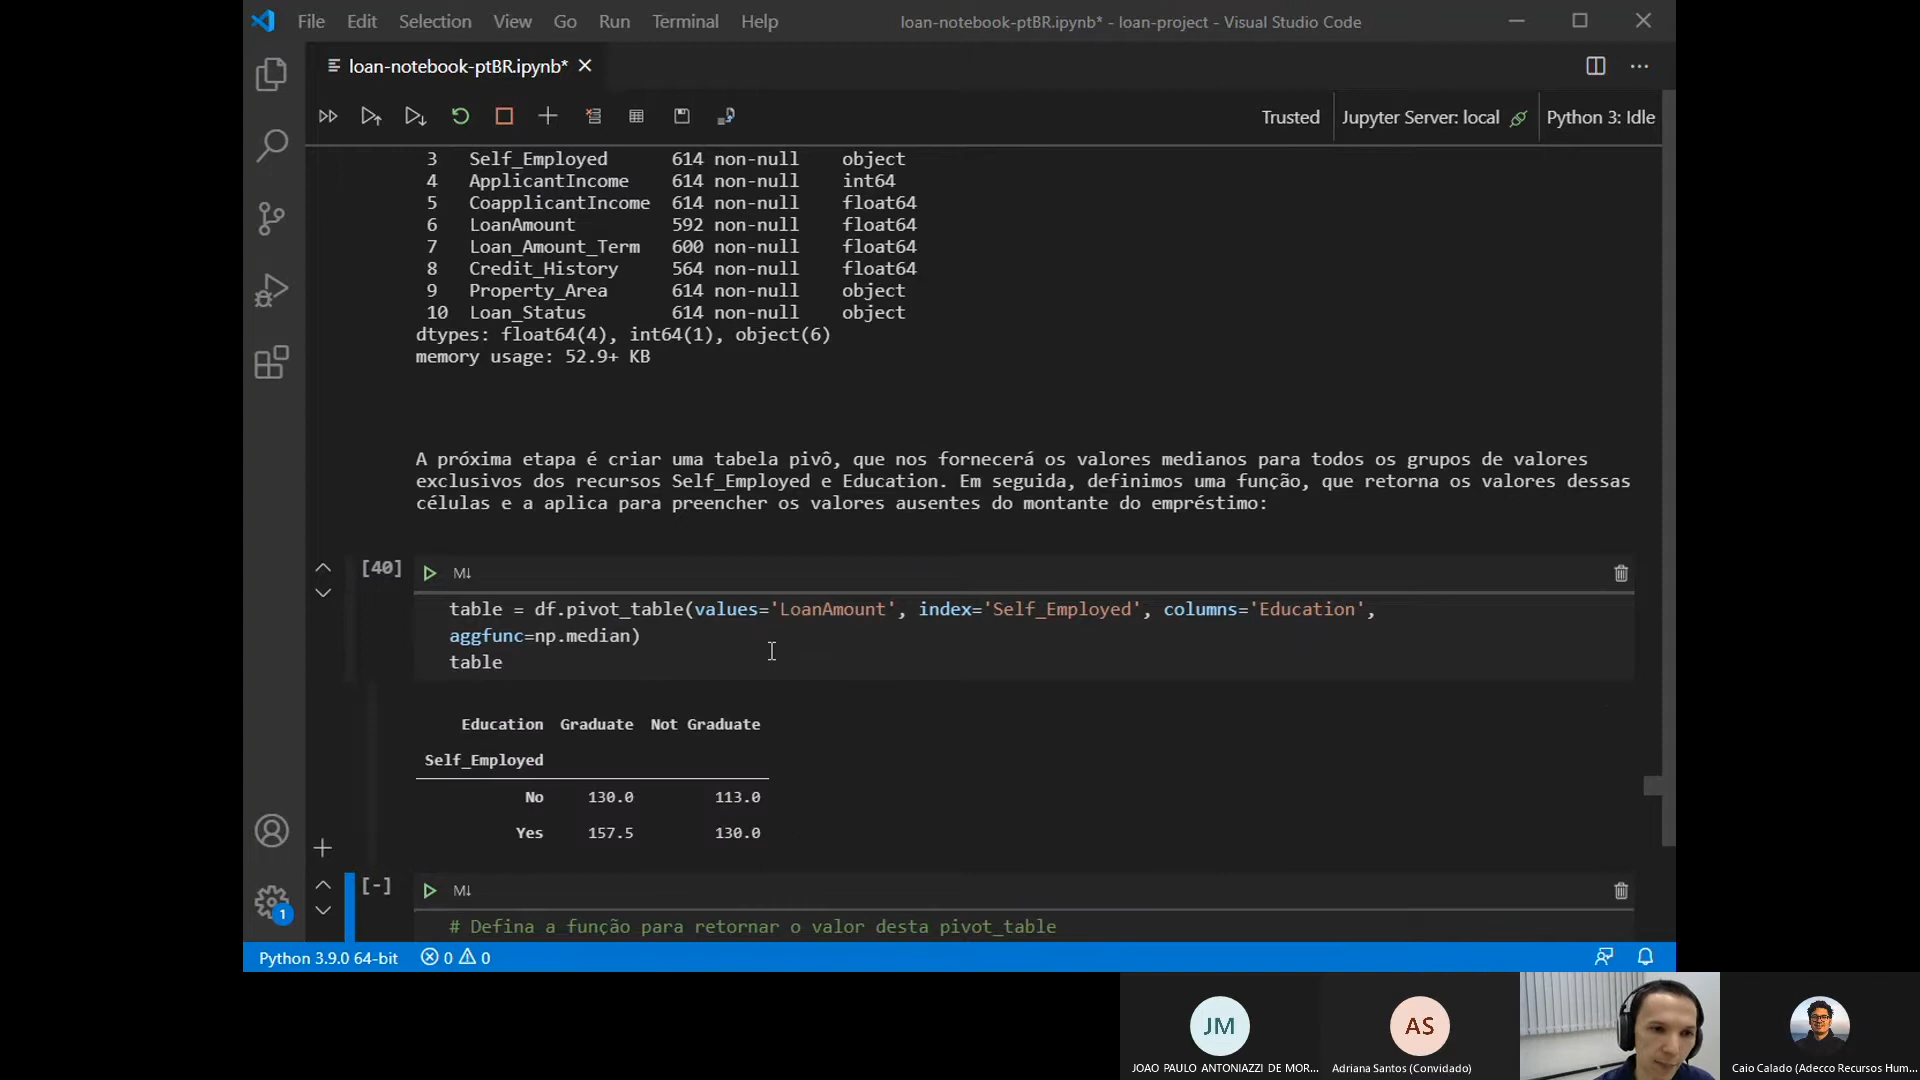 File Edit Selection View Go Run Terminal Help loan-notebook-ptBR.ipynb* - loan-project - Visual Studio Code
loan-notebook-ptBR.ipynb*
Trusted Jupyter Server: local Python 3: Idle
3 Self_Employed 614 non-null object
4 ApplicantIncome 614 non-null int64
5 CoapplicantIncome 614 non-null float64
6 LoanAmount 592 non-null float64
7 Loan_Amount_Term 600 non-null float64
8 Credit_History 564 non-null float64
9 Property_Area 614 non-null object
10 Loan_Status 614 non-null object
dtypes: float64(4), int64(1), object(6)
memory usage: 52.9+ KB
A próxima etapa é criar uma tabela pivô, que nos fornecerá os valores medianos para todos os grupos de valores
exclusivos dos recursos Self_Employed e Education. Em seguida, definimos uma função, que retorna os valores dessas
células e a aplica para preencher os valores ausentes do montante do empréstimo:
[40] M↓
table = df.pivot_table(values='LoanAmount', index='Self_Employed', columns='Education',
aggfunc=np.median)
table
Education Graduate Not Graduate
Self_Employed
No 130.0 113.0
Yes 157.5 130.0
[-] M↓
# Defina a função para retornar o valor desta pivot_table
1
Python 3.9.0 64-bit 0 0
JM AS
JOAO PAULO ANTONIAZZI DE MOR... Adriana Santos (Convidado) Caio Calado (Adecco Recursos Hum...